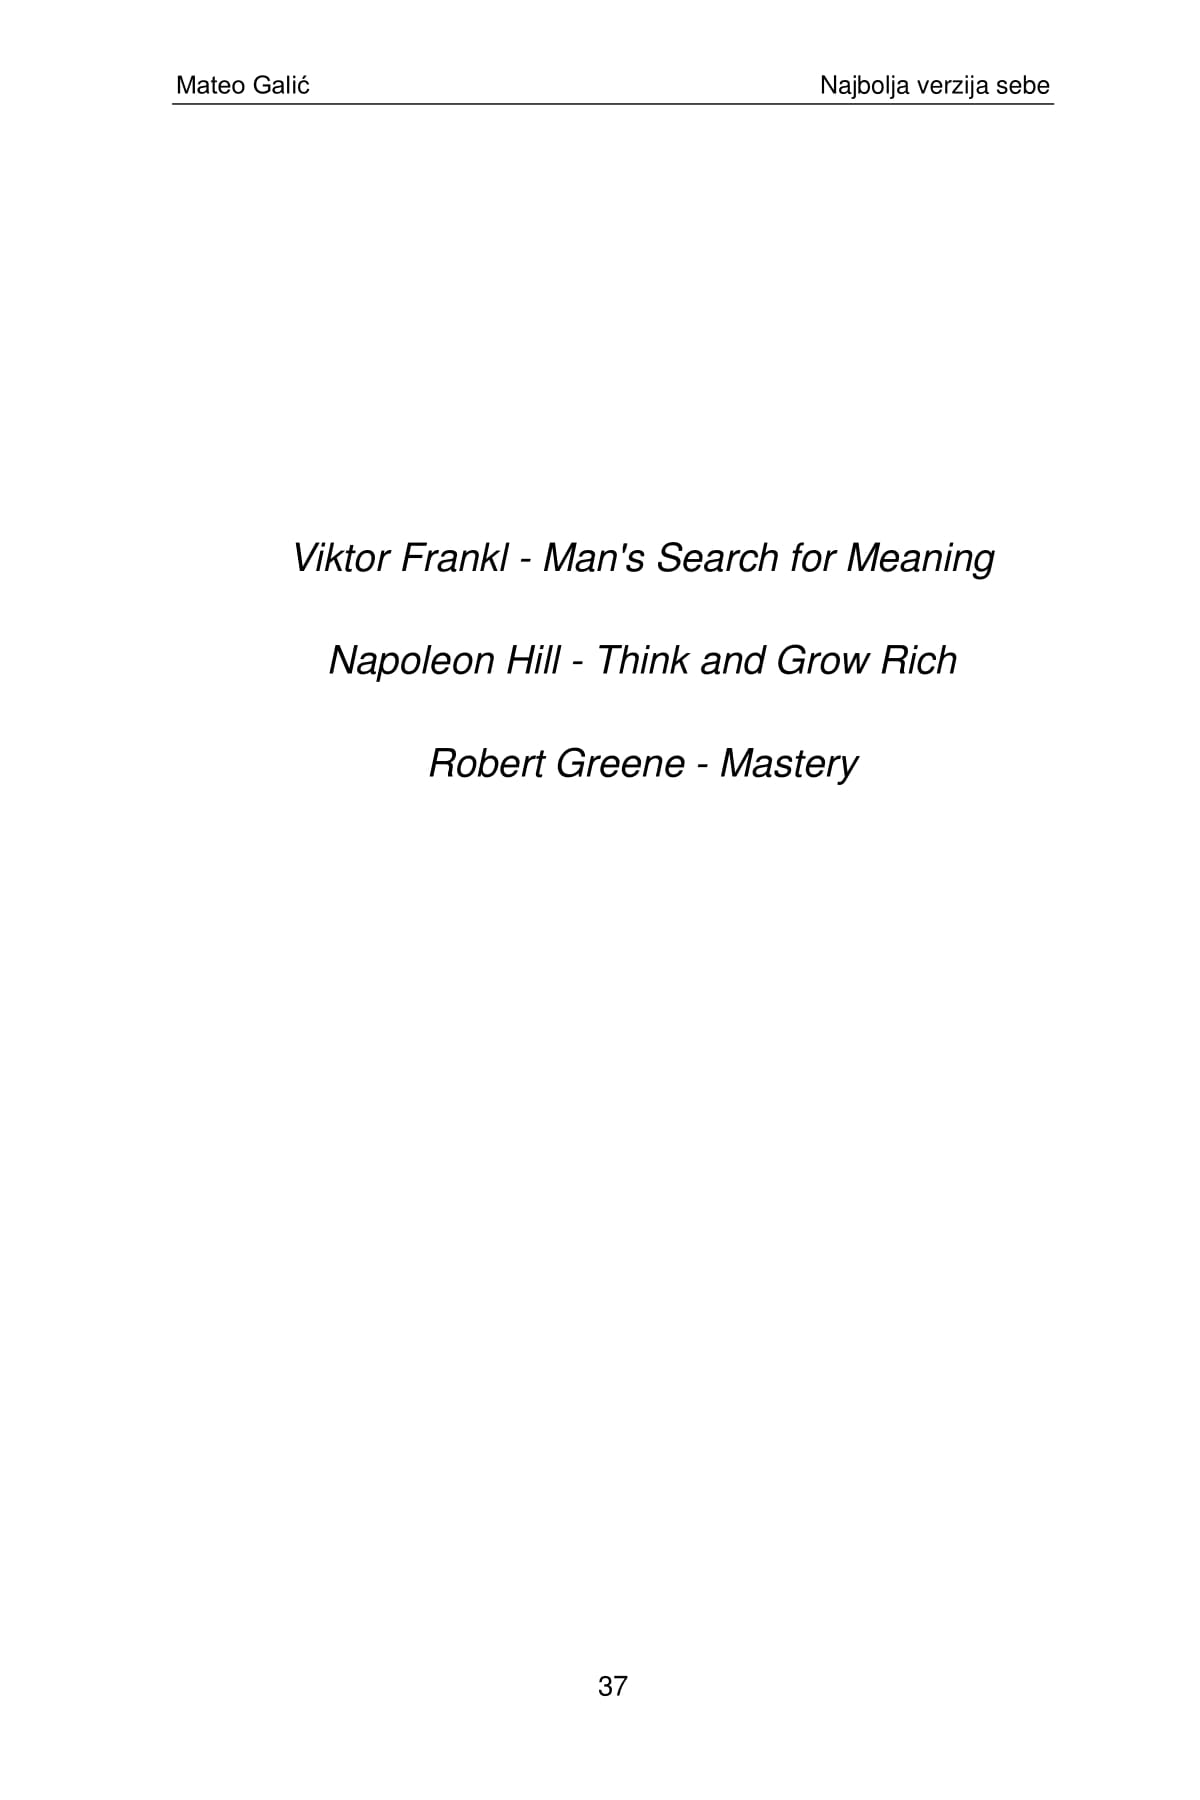 Mateo Galić Najbolja verzija sebe
Viktor Frankl - Man's Search for Meaning
Napoleon Hill - Think and Grow Rich
Robert Greene - Mastery
37